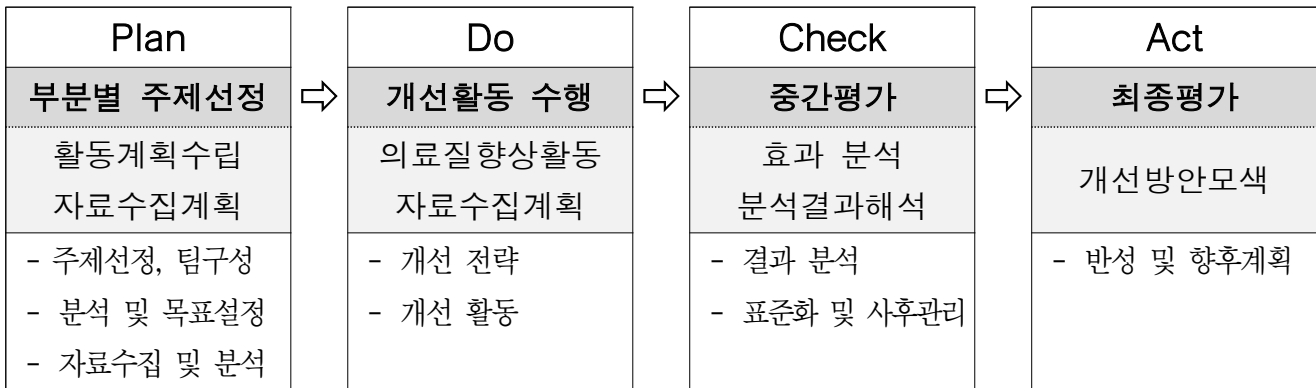 Plan
부분별 주제선정
활동계획수립
자료수집계획
- 주제선정, 팀구성
- 분석 및 목표설정
- 자료수집 및 분석
⇨
Do
개선활동 수행
의료질향상활동
자료수집계획
- 개선 전략
- 개선 활동
⇨
Check
중간평가
효과 분석
분석결과해석
- 결과 분석
- 표준화 및 사후관리
⇨
Act
최종평가
개선방안모색
- 반성 및 향후계획